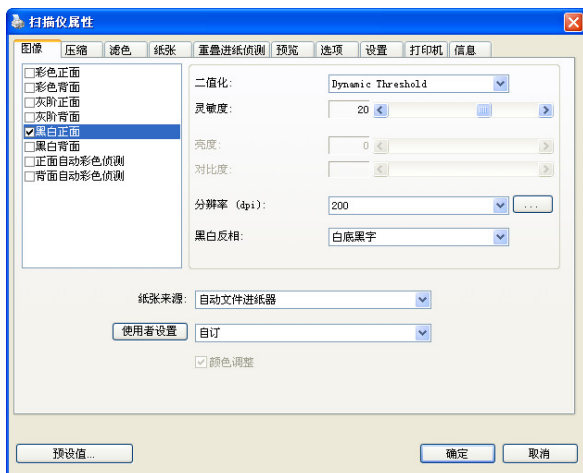 扫描仪属性
图像 压缩 滤色 纸张 重叠进纸侦测 预览 选项 设置 打印机 信息
彩色正面
彩色背面
灰阶正面
灰阶背面
黑白正面
黑白背面
正面自动彩色侦测
背面自动彩色侦测
二值化: Dynamic Threshold
灵敏度: 20
亮度: 0
对比度:
分辨率 (dpi): 200 ...
黑白反相: 白底黑字
纸张来源: 自动文件进纸器
使用者设置 自订
颜色调整
预设值... 确定 取消